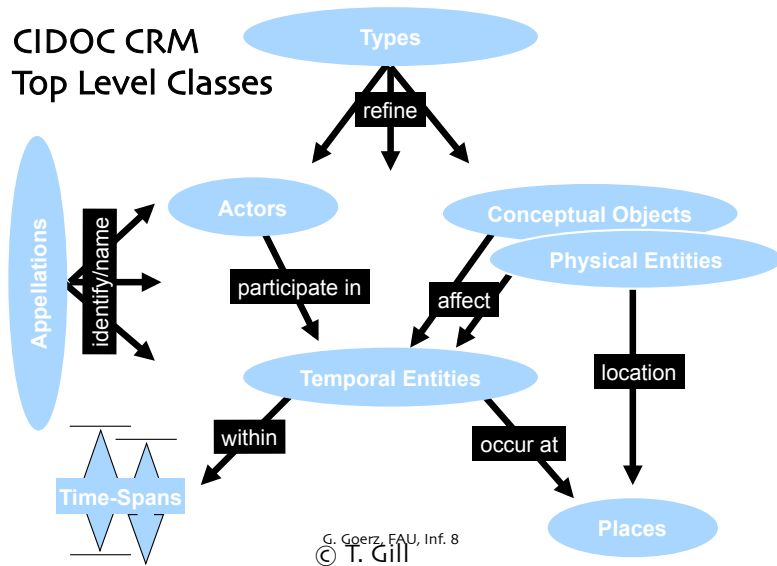 CIDOC CRM
Top Level Classes
Types
refine
Appellations
identify/name
Actors
Conceptual Objects
Physical Entities
participate in
affect
Temporal Entities
location
within
occur at
Time-Spans
Places
G. Goerz, FAU, Inf. 8
© T. Gill